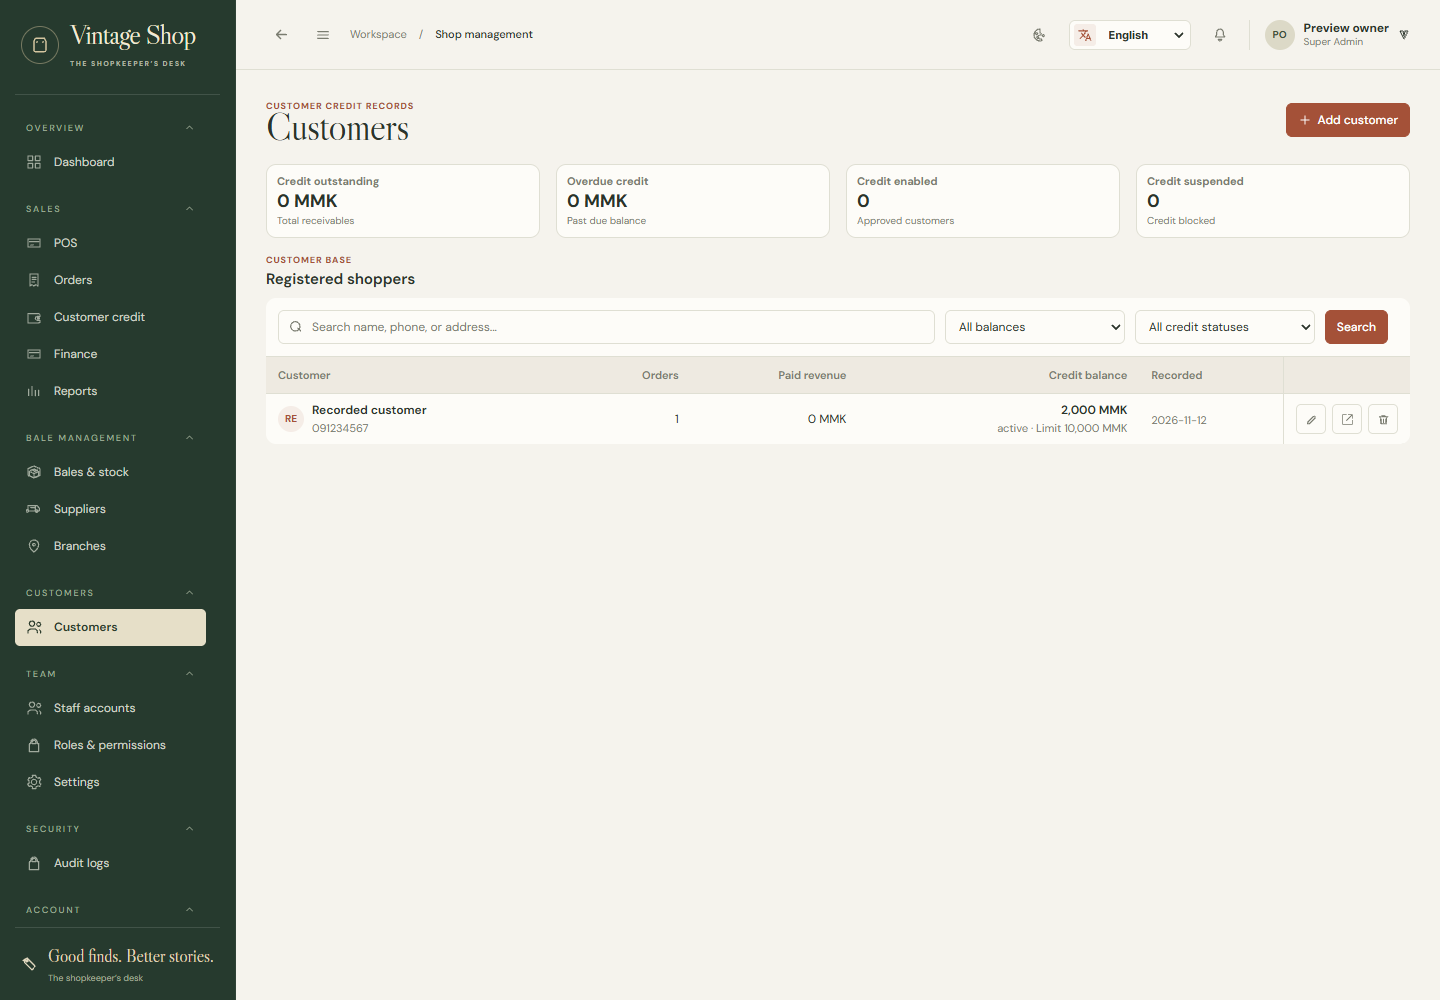 Vintage Shop
THE SHOPKEEPER'S DESK
OVERVIEW
Dashboard
SALES
POS
Orders
Customer credit
Finance
Reports
BALE MANAGEMENT
Bales & stock
Suppliers
Branches
CUSTOMERS
Customers
TEAM
Staff accounts
Roles & permissions
Settings
SECURITY
Audit logs
ACCOUNT
Good finds. Better stories.
The shopkeeper's desk
Workspace / Shop management
English
PO
Preview owner
Super Admin
CUSTOMER CREDIT RECORDS
Customers
Add customer
Credit outstanding
0 MMK
Total receivables
Overdue credit
0 MMK
Past due balance
Credit enabled
0
Approved customers
Credit suspended
0
Credit blocked
CUSTOMER BASE
Registered shoppers
Search name, phone, or address...
All balances
All credit statuses
Search
Customer Orders Paid revenue Credit balance Recorded
RE
Recorded customer
091234567
1
0 MMK
2,000 MMK
active · Limit 10,000 MMK
2026-11-12